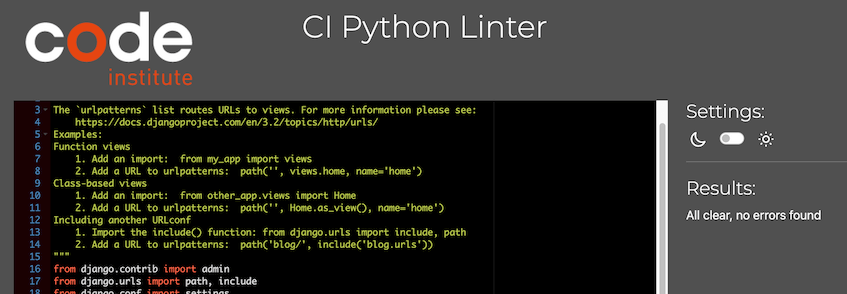 code
institute
CI Python Linter
3 The `urlpatterns` list routes URLs to views. For more information please see:
4 https://docs.djangoproject.com/en/3.2/topics/http/urls/
5 Examples:
6 Function views
7 1. Add an import:  from my_app import views
8 2. Add a URL to urlpatterns:  path('', views.home, name='home')
9 Class-based views
10 1. Add an import:  from other_app.views import Home
11 2. Add a URL to urlpatterns:  path('', Home.as_view(), name='home')
12 Including another URLconf
13 1. Import the include() function: from django.urls import include, path
14 2. Add a URL to urlpatterns:  path('blog/', include('blog.urls'))
15 """
16 from django.contrib import admin
17 from django.urls import path, include
18 from django.conf import settings
Settings:
Results:
All clear, no errors found